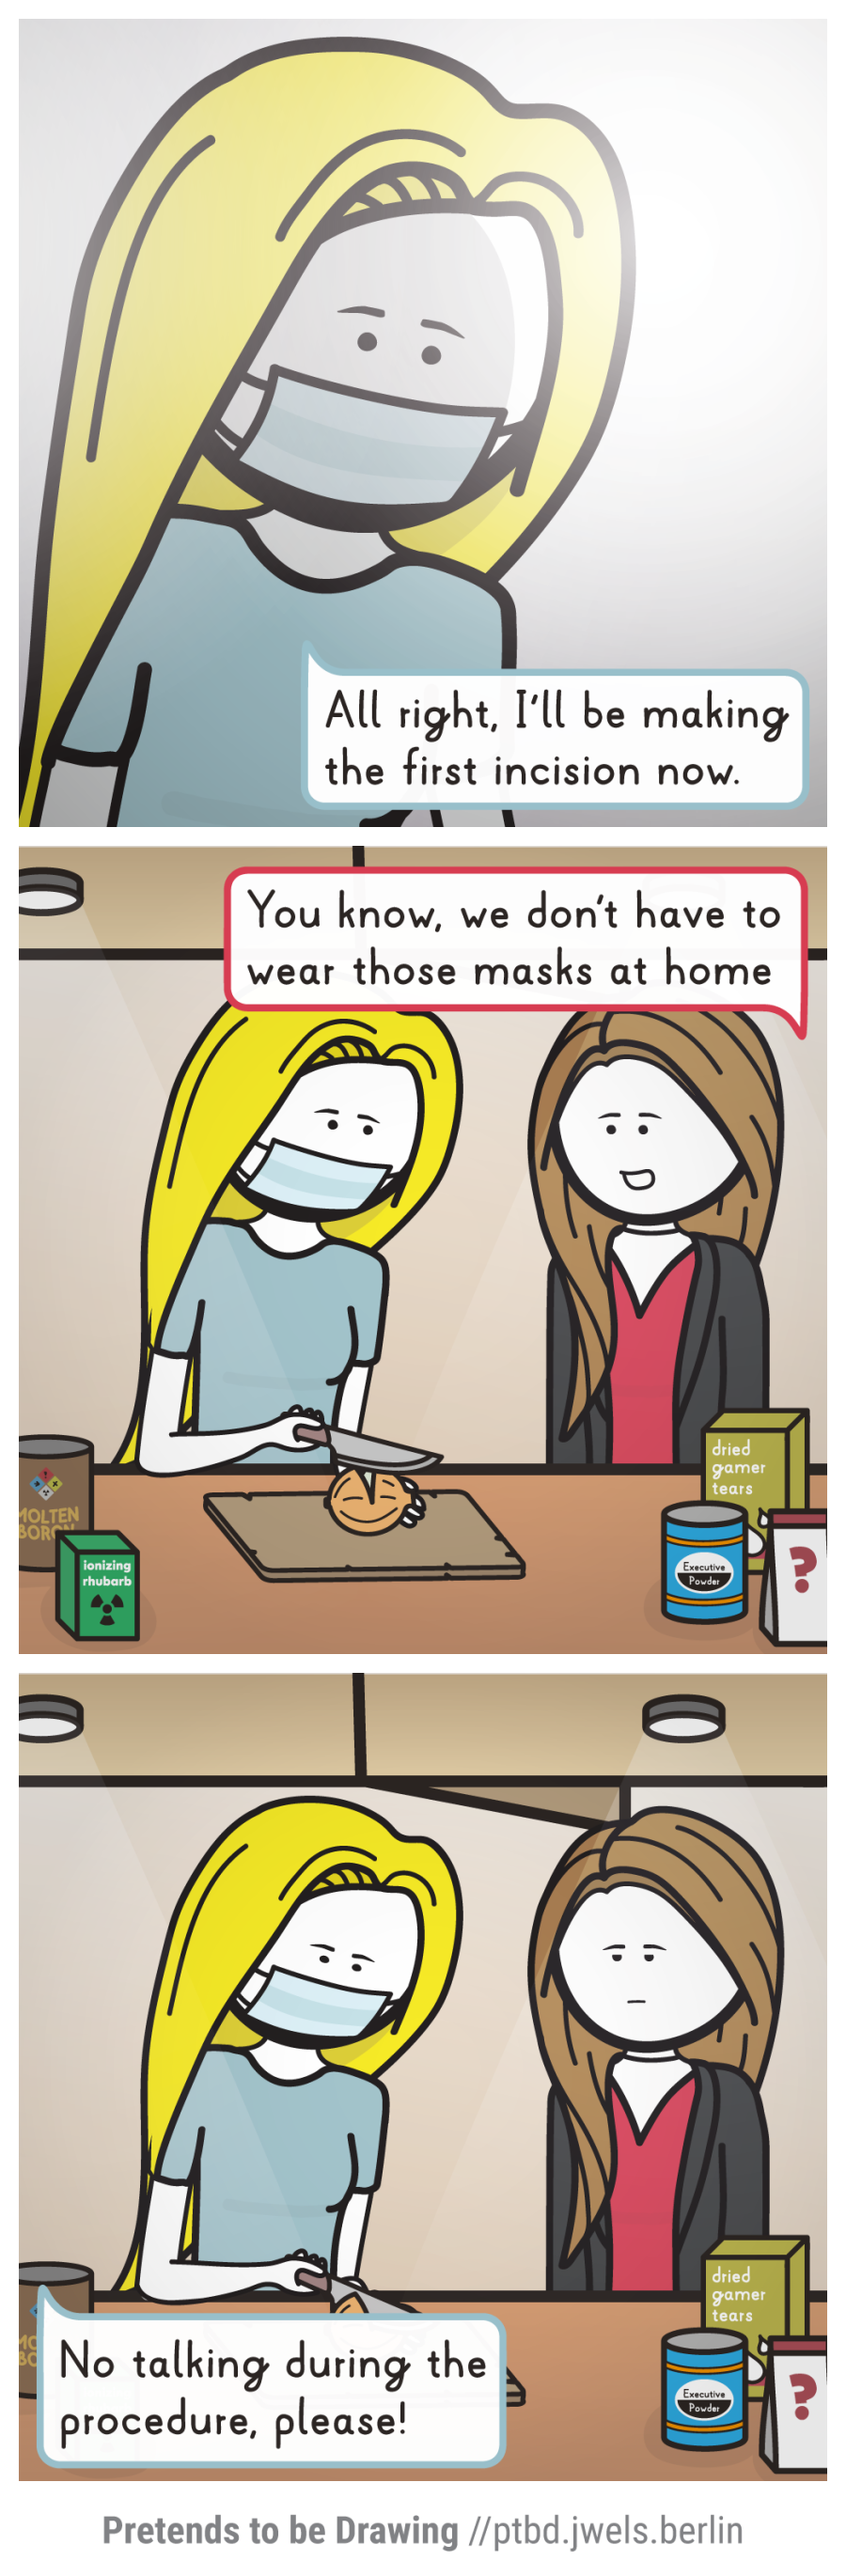 All right, I'll be making
the first incision now.
You know, we don't have to
wear those masks at home
MOLTEN
BORON
ionizing
rhubarb
dried
gamer
tears
Executive
Powder
?
No talking during the
procedure, please!
dried
gamer
tears
Executive
Powder
?
Pretends to be Drawing //ptbd.jwels.berlin